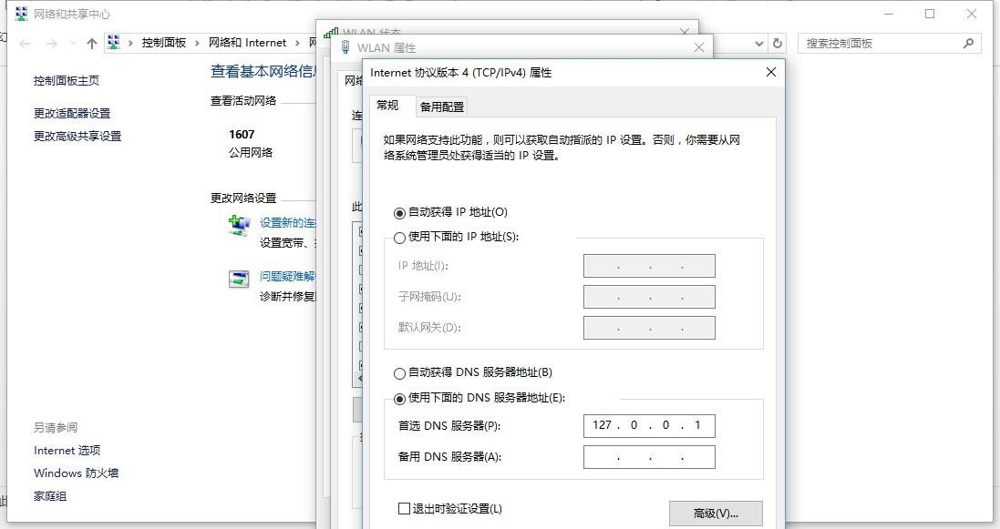 网络和共享中心
控制面板 网络和 Internet 网
搜索控制面板
控制面板主页
更改适配器设置
更改高级共享设置
查看基本网络信息
查看活动网络
1607
公用网络
更改网络设置
设置新的连
设置宽带、
问题疑难解
诊断并修复
另请参阅
Internet 选项
Windows 防火墙
家庭组
WLAN 状态
WLAN 属性
网络
连
此
Internet 协议版本 4 (TCP/IPv4) 属性
常规 备用配置
如果网络支持此功能，则可以获取自动指派的 IP 设置。否则，你需要从网
络系统管理员处获得适当的 IP 设置。
自动获得 IP 地址(O)
使用下面的 IP 地址(S):
IP 地址(I): . . .
子网掩码(U): . . .
默认网关(D): . . .
自动获得 DNS 服务器地址(B)
使用下面的 DNS 服务器地址(E):
首选 DNS 服务器(P): 127 . 0 . 0 . 1
备用 DNS 服务器(A): . . .
退出时验证设置(L)
高级(V)...